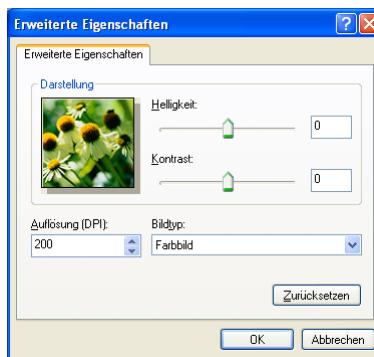 Erweiterte Eigenschaften
Erweiterte Eigenschaften
Darstellung
Helligkeit:
0
Kontrast:
0
Auflösung (DPI): Bildtyp:
200 Farbbild
Zurücksetzen
OK Abbrechen